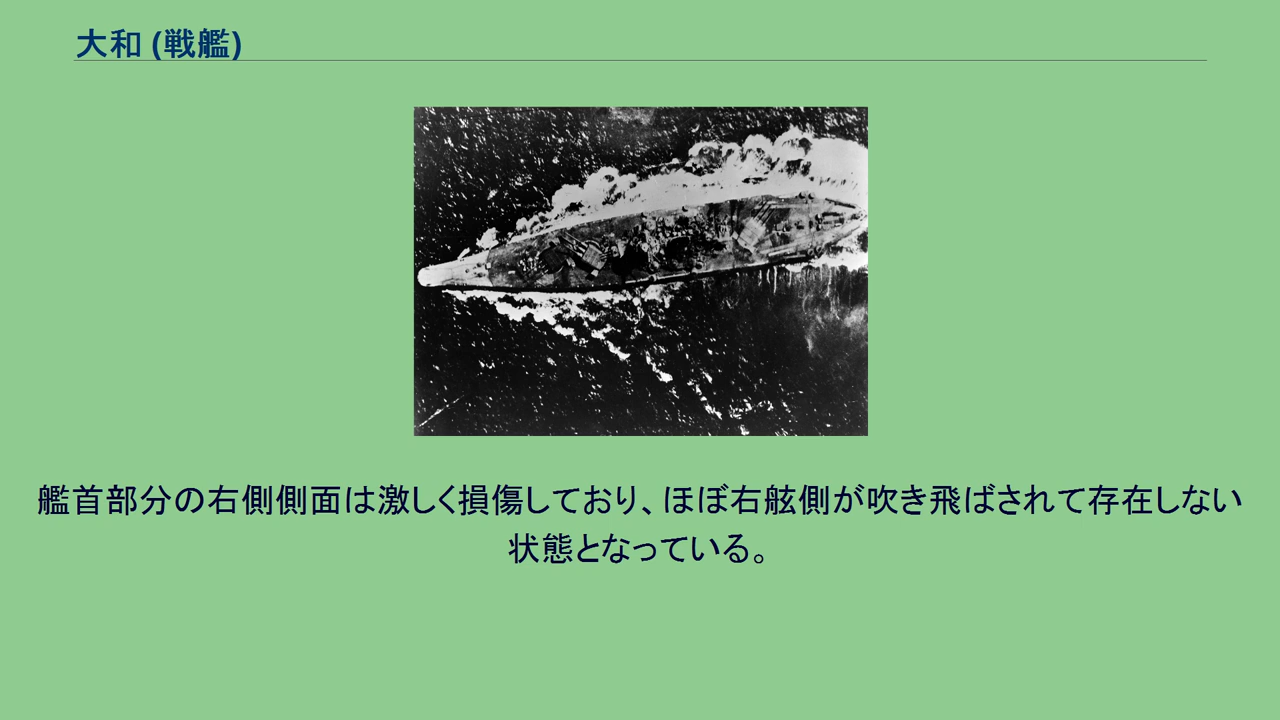 大和 (戦艦)
艦首部分の右側側面は激しく損傷しており、ほぼ右舷側が吹き飛ばされて存在しない
状態となっている。